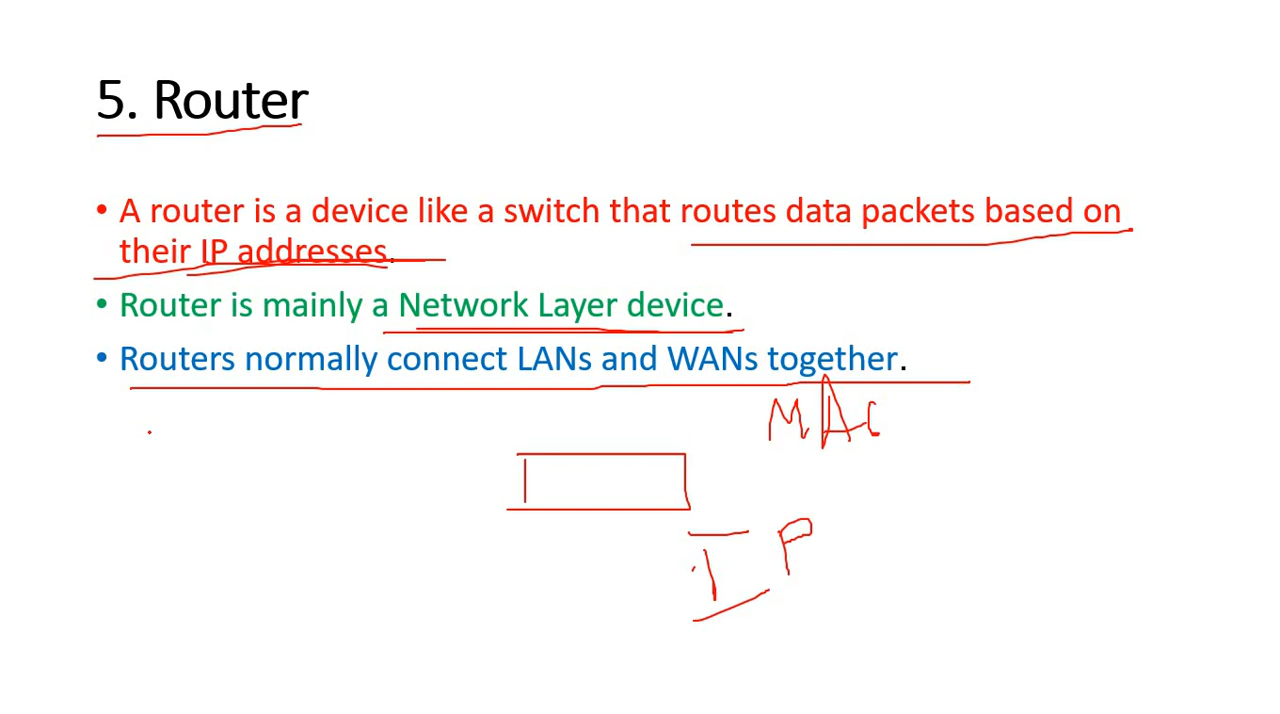 5. Router
• A router is a device like a switch that routes data packets based on
their IP addresses.
• Router is mainly a Network Layer device.
• Routers normally connect LANs and WANs together.
MAC
IP